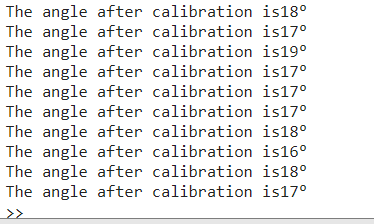 The angle after calibration is18º
The angle after calibration is17º
The angle after calibration is19º
The angle after calibration is17º
The angle after calibration is17º
The angle after calibration is17º
The angle after calibration is18º
The angle after calibration is16º
The angle after calibration is18º
The angle after calibration is17º
>>